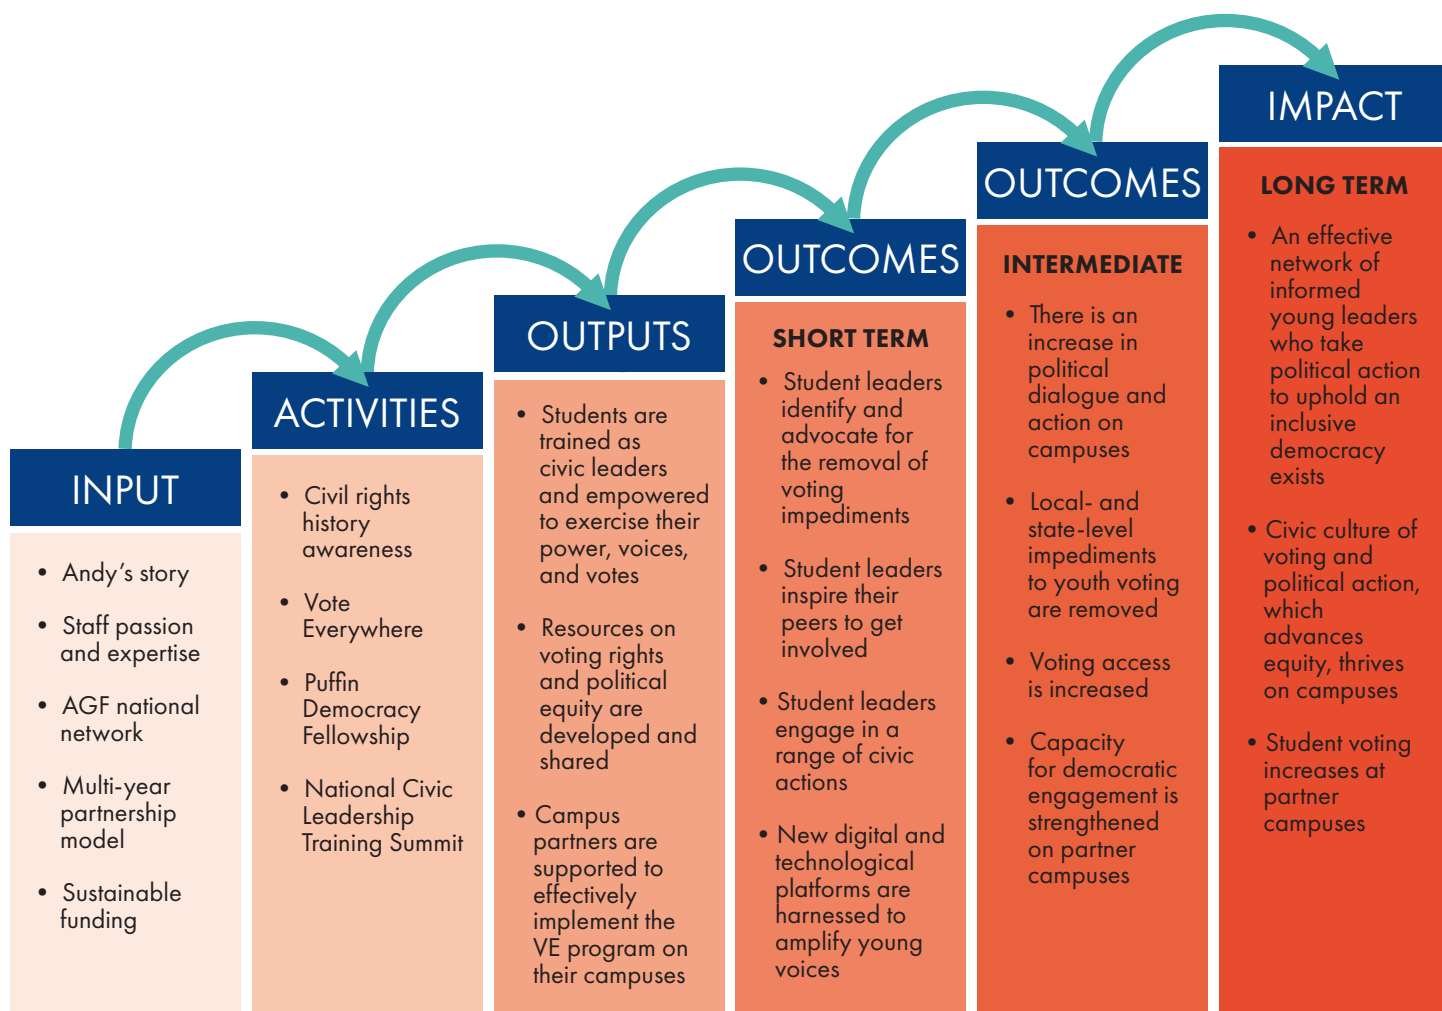 INPUT
• Andy’s story
• Staff passion
and expertise
• AGF national
network
• Multi-year
partnership
model
• Sustainable
funding
ACTIVITIES
• Civil rights
history
awareness
• Vote
Everywhere
• Puffin
Democracy
Fellowship
• National Civic
Leadership
Training Summit
OUTPUTS
• Students are
trained as
civic leaders
and empowered
to exercise their
power, voices,
and votes
• Resources on
voting rights
and political
equity are
developed and
shared
• Campus
partners are
supported to
effectively
implement the
VE program on
their campuses
OUTCOMES
SHORT TERM
• Student leaders
identify and
advocate for
the removal of
voting
impediments
• Student leaders
inspire their
peers to get
involved
• Student leaders
engage in a
range of civic
actions
• New digital and
technological
platforms are
harnessed to
amplify young
voices
OUTCOMES
INTERMEDIATE
• There is an
increase in
political
dialogue and
action on
campuses
• Local- and
state-level
impediments
to youth voting
are removed
• Voting access
is increased
• Capacity
for democratic
engagement is
strengthened
on partner
campuses
IMPACT
LONG TERM
• An effective
network of
informed
young leaders
who take
political action
to uphold an
inclusive
democracy
exists
• Civic culture of
voting and
political action,
which
advances
equity, thrives
on campuses
• Student voting
increases at
partner
campuses